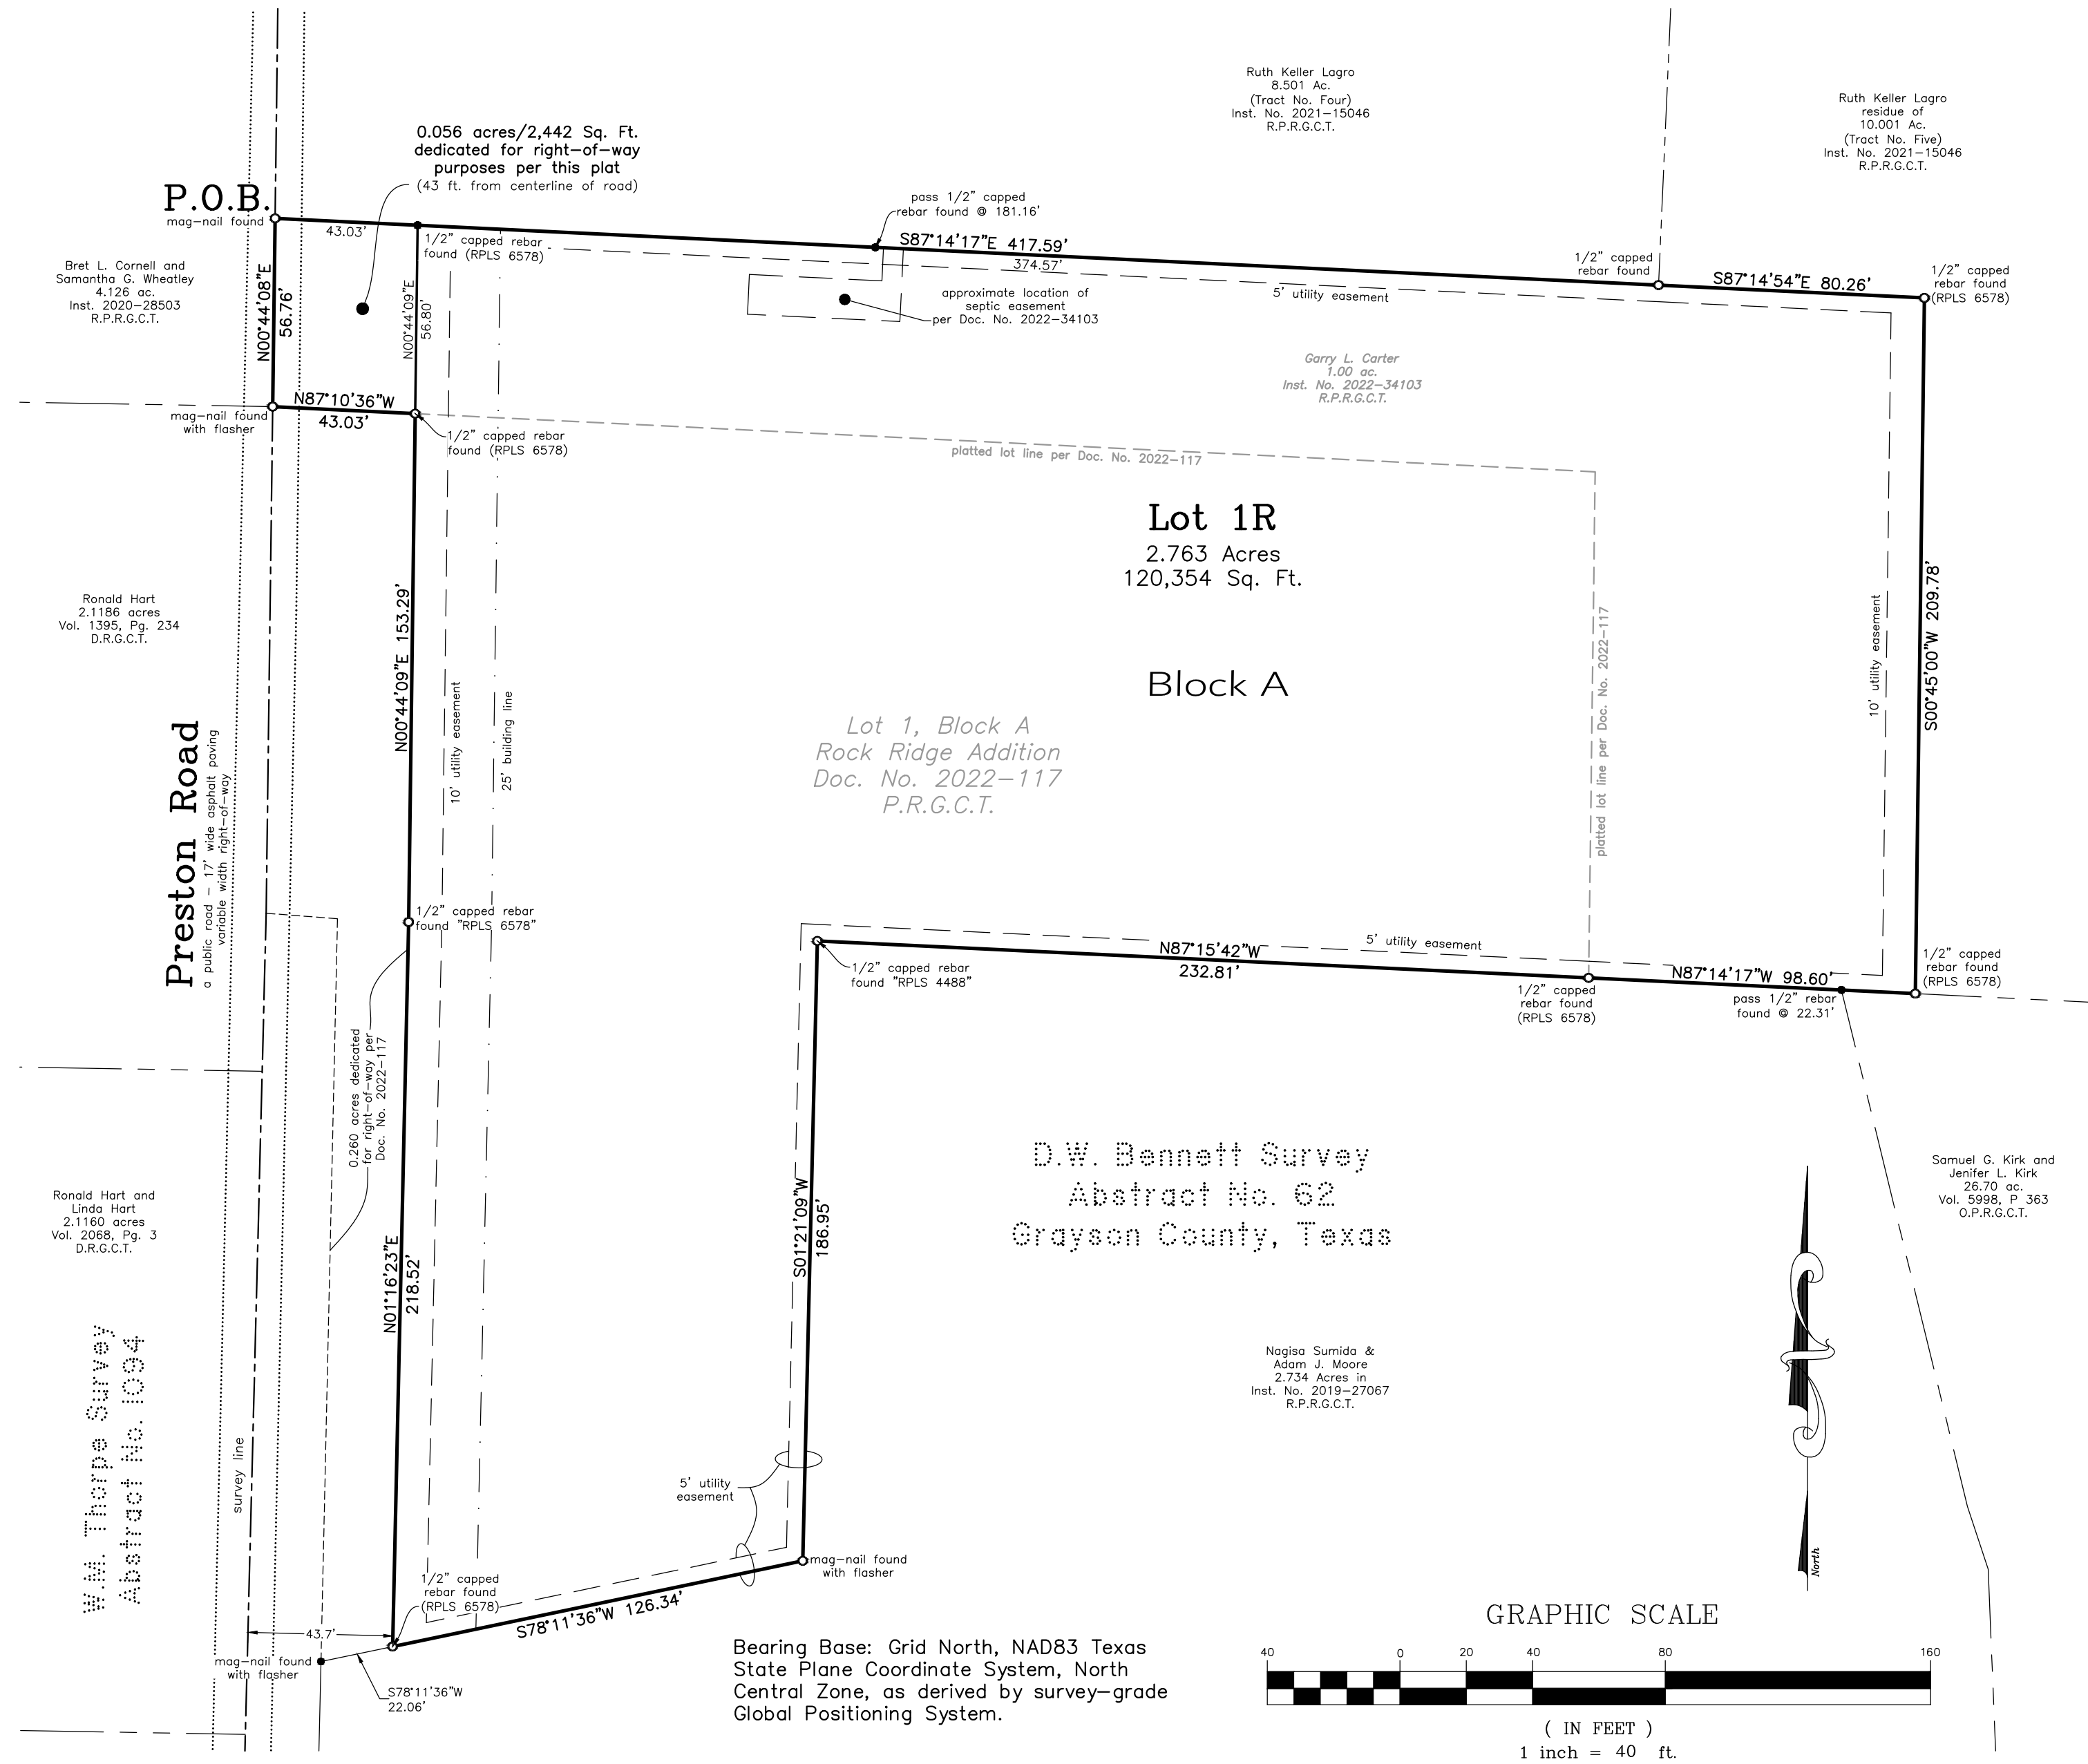 Ruth Keller Lagro
8.501 Ac.
(Tract No. Four)
Inst. No. 2021-15046
R.P.R.G.C.T.
Ruth Keller Lagro
residue of
10.001 Ac.
(Tract No. Five)
Inst. No. 2021-15046
R.P.R.G.C.T.
0.056 acres/2,442 Sq. Ft.
dedicated for right-of-way
purposes per this plat
(43 ft. from centerline of road)
P.O.B.
mag-nail found
43.03'
1/2" capped rebar
found (RPLS 6578)
pass 1/2" capped
rebar found @ 181.16'
S87°14'17"E 417.59'
374.57'
1/2" capped
rebar found
S87°14'54"E 80.26'
1/2" capped
rebar found
(RPLS 6578)
5' utility easement
approximate location of
septic easement
per Doc. No. 2022-34103
Bret L. Cornell and
Samantha G. Wheatley
4.126 ac.
Inst. 2020-28503
R.P.R.G.C.T.
N00°44'08"E
56.76'
N00°44'09"E
56.80'
Garry L. Carter
1.00 ac.
Inst. No. 2022-34103
R.P.R.G.C.T.
N87°10'36"W
43.03'
mag-nail found
with flasher
1/2" capped rebar
found (RPLS 6578)
platted lot line per Doc. No. 2022-117
Lot 1R
2.763 Acres
120,354 Sq. Ft.
Block A
Ronald Hart
2.1186 acres
Vol. 1395, Pg. 234
D.R.G.C.T.
N00°44'09"E 153.29'
10' utility easement
25' building line
platted lot line per Doc. No. 2022-117
10' utility easement
S00°45'00"W 209.78'
Lot 1, Block A
Rock Ridge Addition
Doc. No. 2022-117
P.R.G.C.T.
Preston Road
a public road - 17' wide asphalt paving
variable width right-of-way
1/2" capped rebar
found "RPLS 6578"
1/2" capped rebar
found "RPLS 4488"
N87°15'42"W
232.81'
5' utility easement
1/2" capped
rebar found
(RPLS 6578)
N87°14'17"W 98.60'
pass 1/2" rebar
found @ 22.31'
1/2" capped
rebar found
(RPLS 6578)
0.260 acres dedicated
for right-of-way per
Doc. No. 2022-117
D.W. Bennett Survey
Abstract No. 62
Grayson County, Texas
Samuel G. Kirk and
Jenifer L. Kirk
26.70 ac.
Vol. 5998, P 363
O.P.R.G.C.T.
Ronald Hart and
Linda Hart
2.1160 acres
Vol. 2068, Pg. 3
D.R.G.C.T.
N01°16'23"E
218.52'
S01°21'09"W
186.95'
Nagisa Sumida &
Adam J. Moore
2.734 Acres in
Inst. No. 2019-27067
R.P.R.G.C.T.
W.M. Thorpe Survey
Abstract No. 1094
survey line
5' utility
easement
mag-nail found
with flasher
1/2" capped
rebar found
(RPLS 6578)
S78°11'36"W 126.34'
43.7'
mag-nail found
with flasher
S78°11'36"W
22.06'
North
Bearing Base: Grid North, NAD83 Texas
State Plane Coordinate System, North
Central Zone, as derived by survey-grade
Global Positioning System.
GRAPHIC SCALE
40 0 20 40 80 160
( IN FEET )
1 inch = 40 ft.